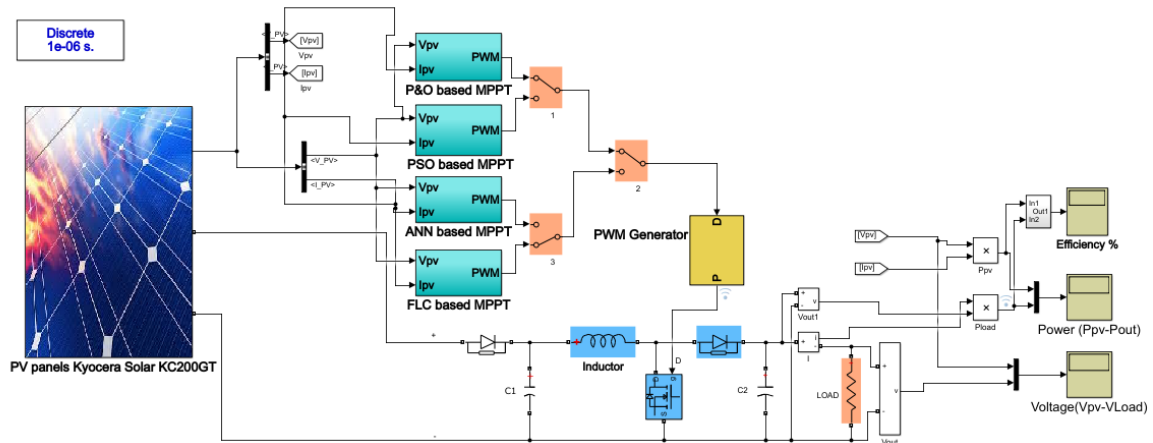 Discrete
1e-06 s.
[Vpv]
Vpv
[Ipv]
Ipv
<V_PV>
<I_PV>
Vpv
Ipv
PWM
P&O based MPPT
Vpv
Ipv
PWM
PSO based MPPT
Vpv
Ipv
PWM
ANN based MPPT
Vpv
Ipv
PWM
FLC based MPPT
1
2
3
PWM Generator
D
P
PV panels Kyocera Solar KC200GT
+
-
C1
Inductor
D
g
D
S
C2
+
-
v
Vout1
+
-
I
I
LOAD
+
-
v
Vout
[Vpv]
[Ipv]
×
Ppv
×
Pload
In1
In2
Out1
Efficiency %
Power (Ppv-Pout)
Voltage(Vpv-VLoad)